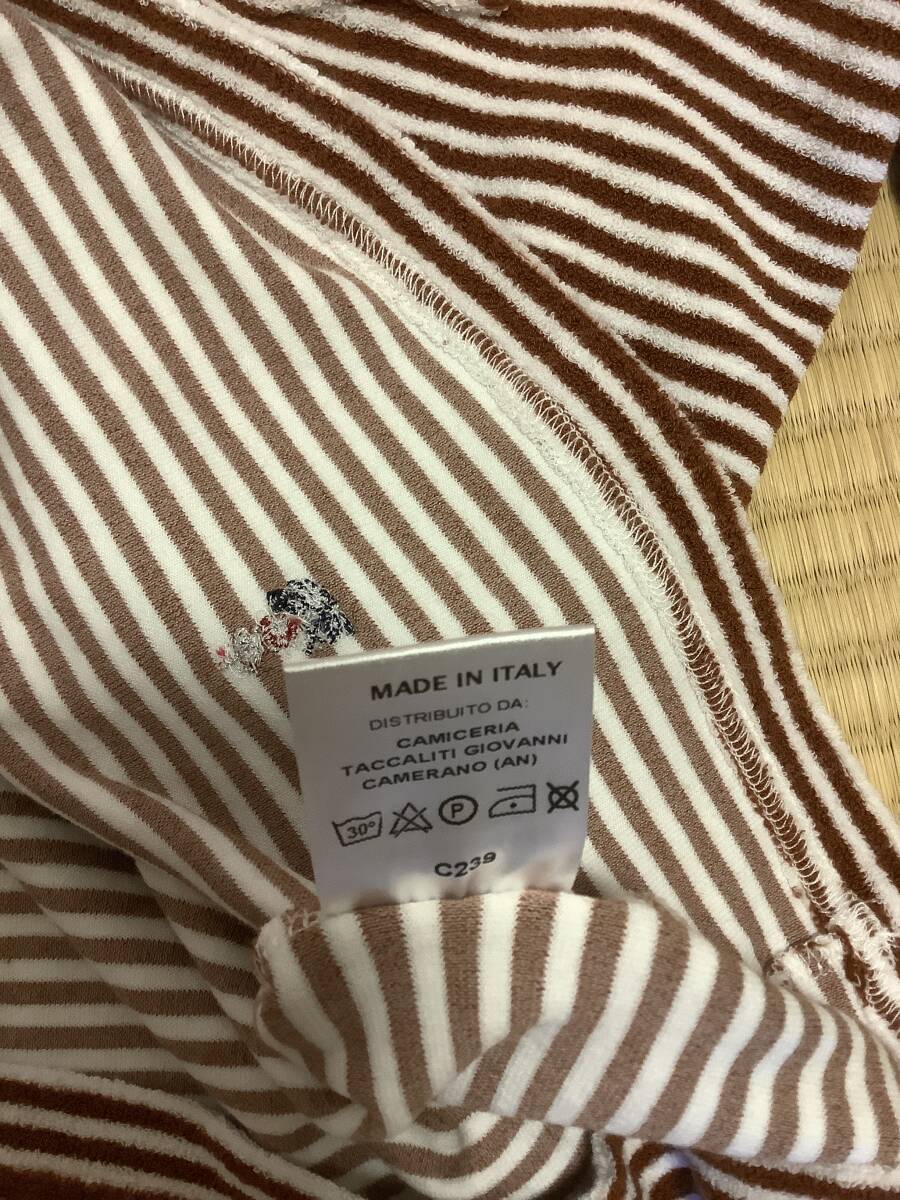 MADE IN ITALY
DISTRIBUITO DA:
CAMICERIA
TACCALITI GIOVANNI
CAMERANO (AN)
30°
P
C239